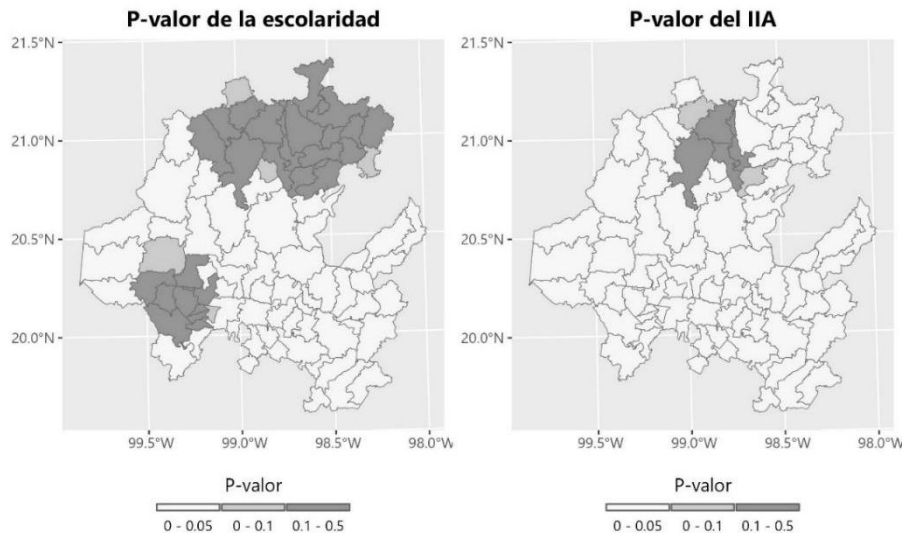 P-valor de la escolaridad
21.5°N
21.0°N
20.5°N
20.0°N
99.5°W 99.0°W 98.5°W 98.0°W
P-valor
0 - 0.05 0 - 0.1 0.1 - 0.5
P-valor del IIA
21.5°N
21.0°N
20.5°N
20.0°N
99.5°W 99.0°W 98.5°W 98.0°W
P-valor
0 - 0.05 0 - 0.1 0.1 - 0.5